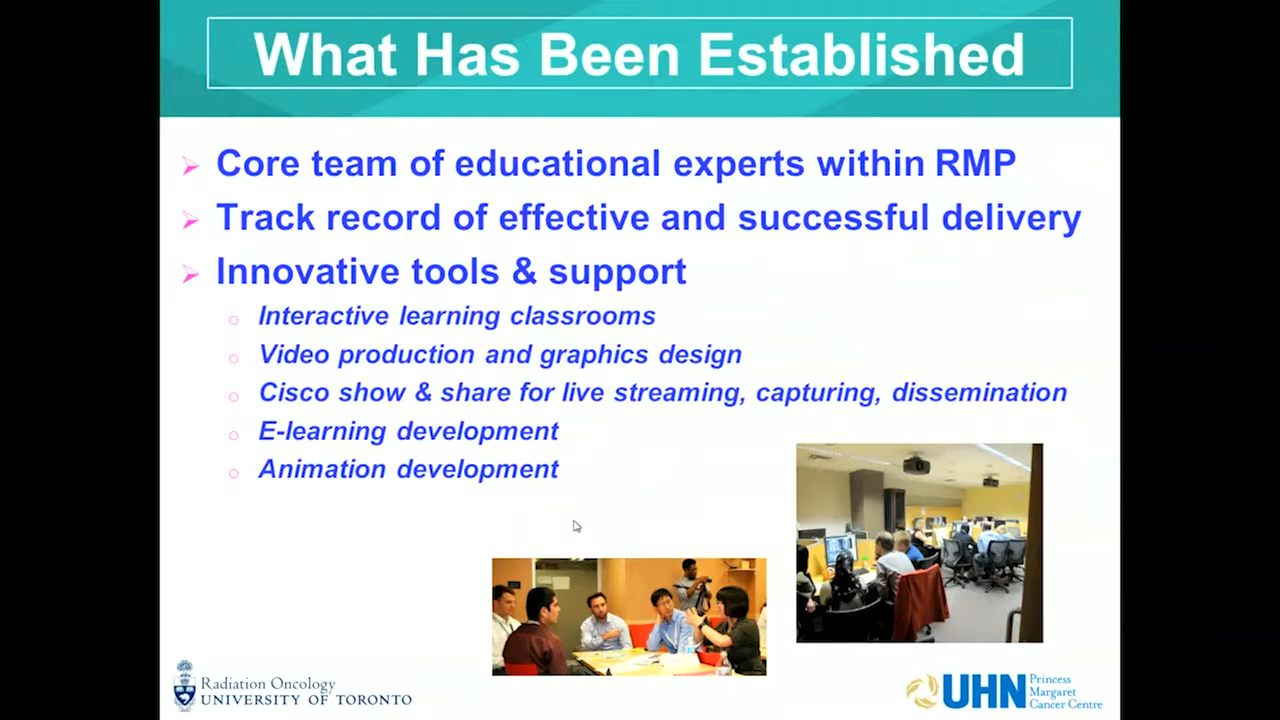 What Has Been Established
Core team of educational experts within RMP
Track record of effective and successful delivery
Innovative tools & support
Interactive learning classrooms
Video production and graphics design
Cisco show & share for live streaming, capturing, dissemination
E-learning development
Animation development
Radiation Oncology
UNIVERSITY OF TORONTO
UHN
Princess
Margaret
Cancer Centre